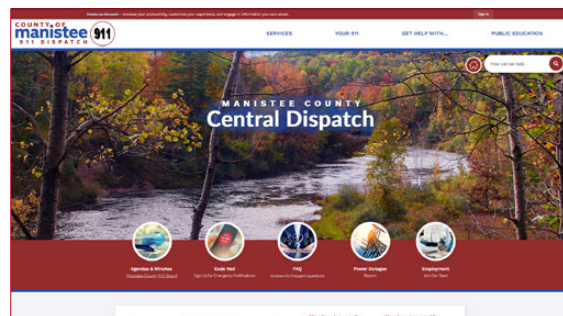 Create an Account - Increase your productivity, customize your experience, and engage in information you care about.
Sign In
COUNTY OF
manistee 911
911 DISPATCH
SERVICES
YOUR 911
GET HELP WITH...
PUBLIC EDUCATION
How can we help...
MANISTEE COUNTY
Central Dispatch
Agendas & Minutes
Manistee County 911 Board
Code Red
Sign Up for Emergency Notifications
FAQ
Answers to frequent questions
Power Outages
Report
Employment
Join Our Team